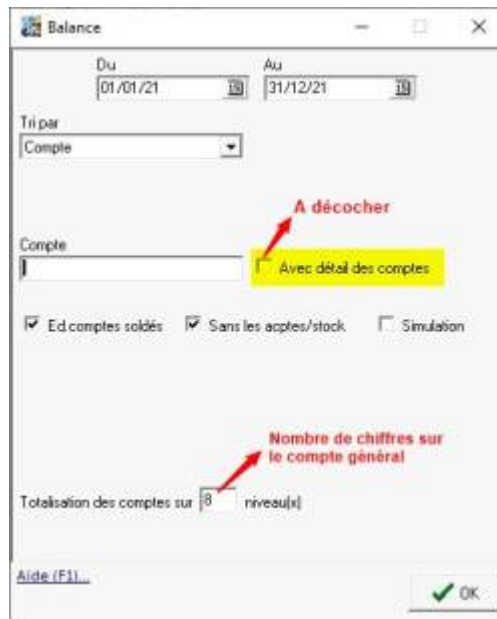 Balance
Du Au
01/01/21 31/12/21
Tri par
Compte
A décocher
Compte
Avec détail des comptes
Ed.comptes soldés Sans les acptes/stock Simulation
Nombre de chiffres sur
le compte général
Totalisation des comptes sur 8 niveau(x)
Aide (F1)...
OK